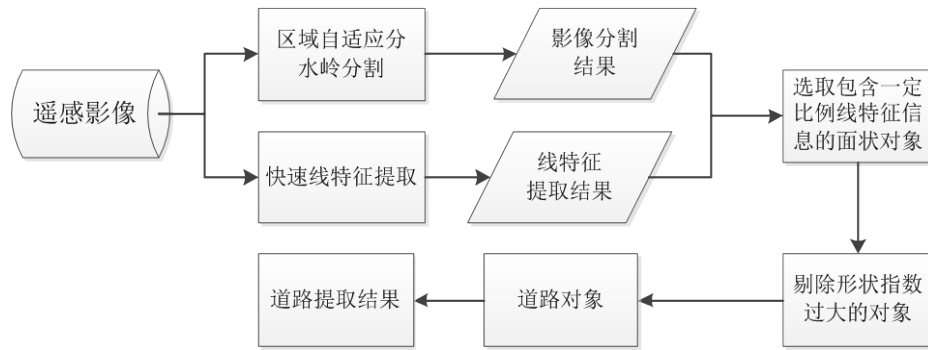 遥感影像
区域自适应分
水岭分割
影像分割
结果
快速线特征提取
线特征
提取结果
选取包含一定
比例线特征信
息的面状对象
剔除形状指数
过大的对象
道路对象
道路提取结果